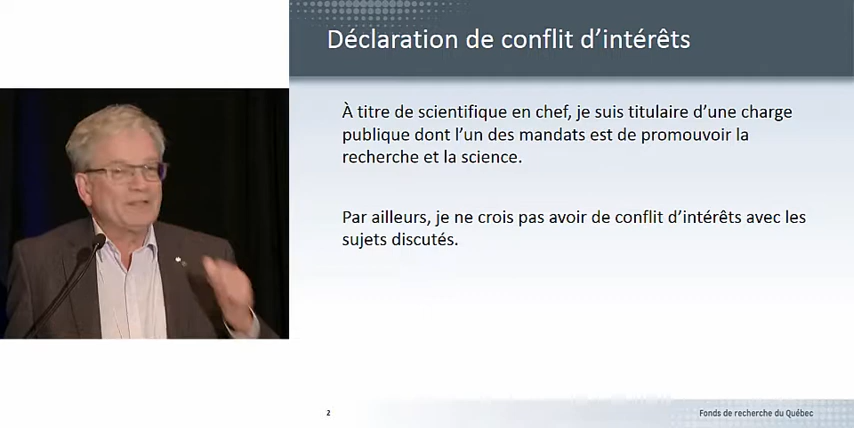 Déclaration de conflit d’intérêts
À titre de scientifique en chef, je suis titulaire d’une charge
publique dont l’un des mandats est de promouvoir la
recherche et la science.
Par ailleurs, je ne crois pas avoir de conflit d’intérêts avec les
sujets discutés.
2
Fonds de recherche du Québec